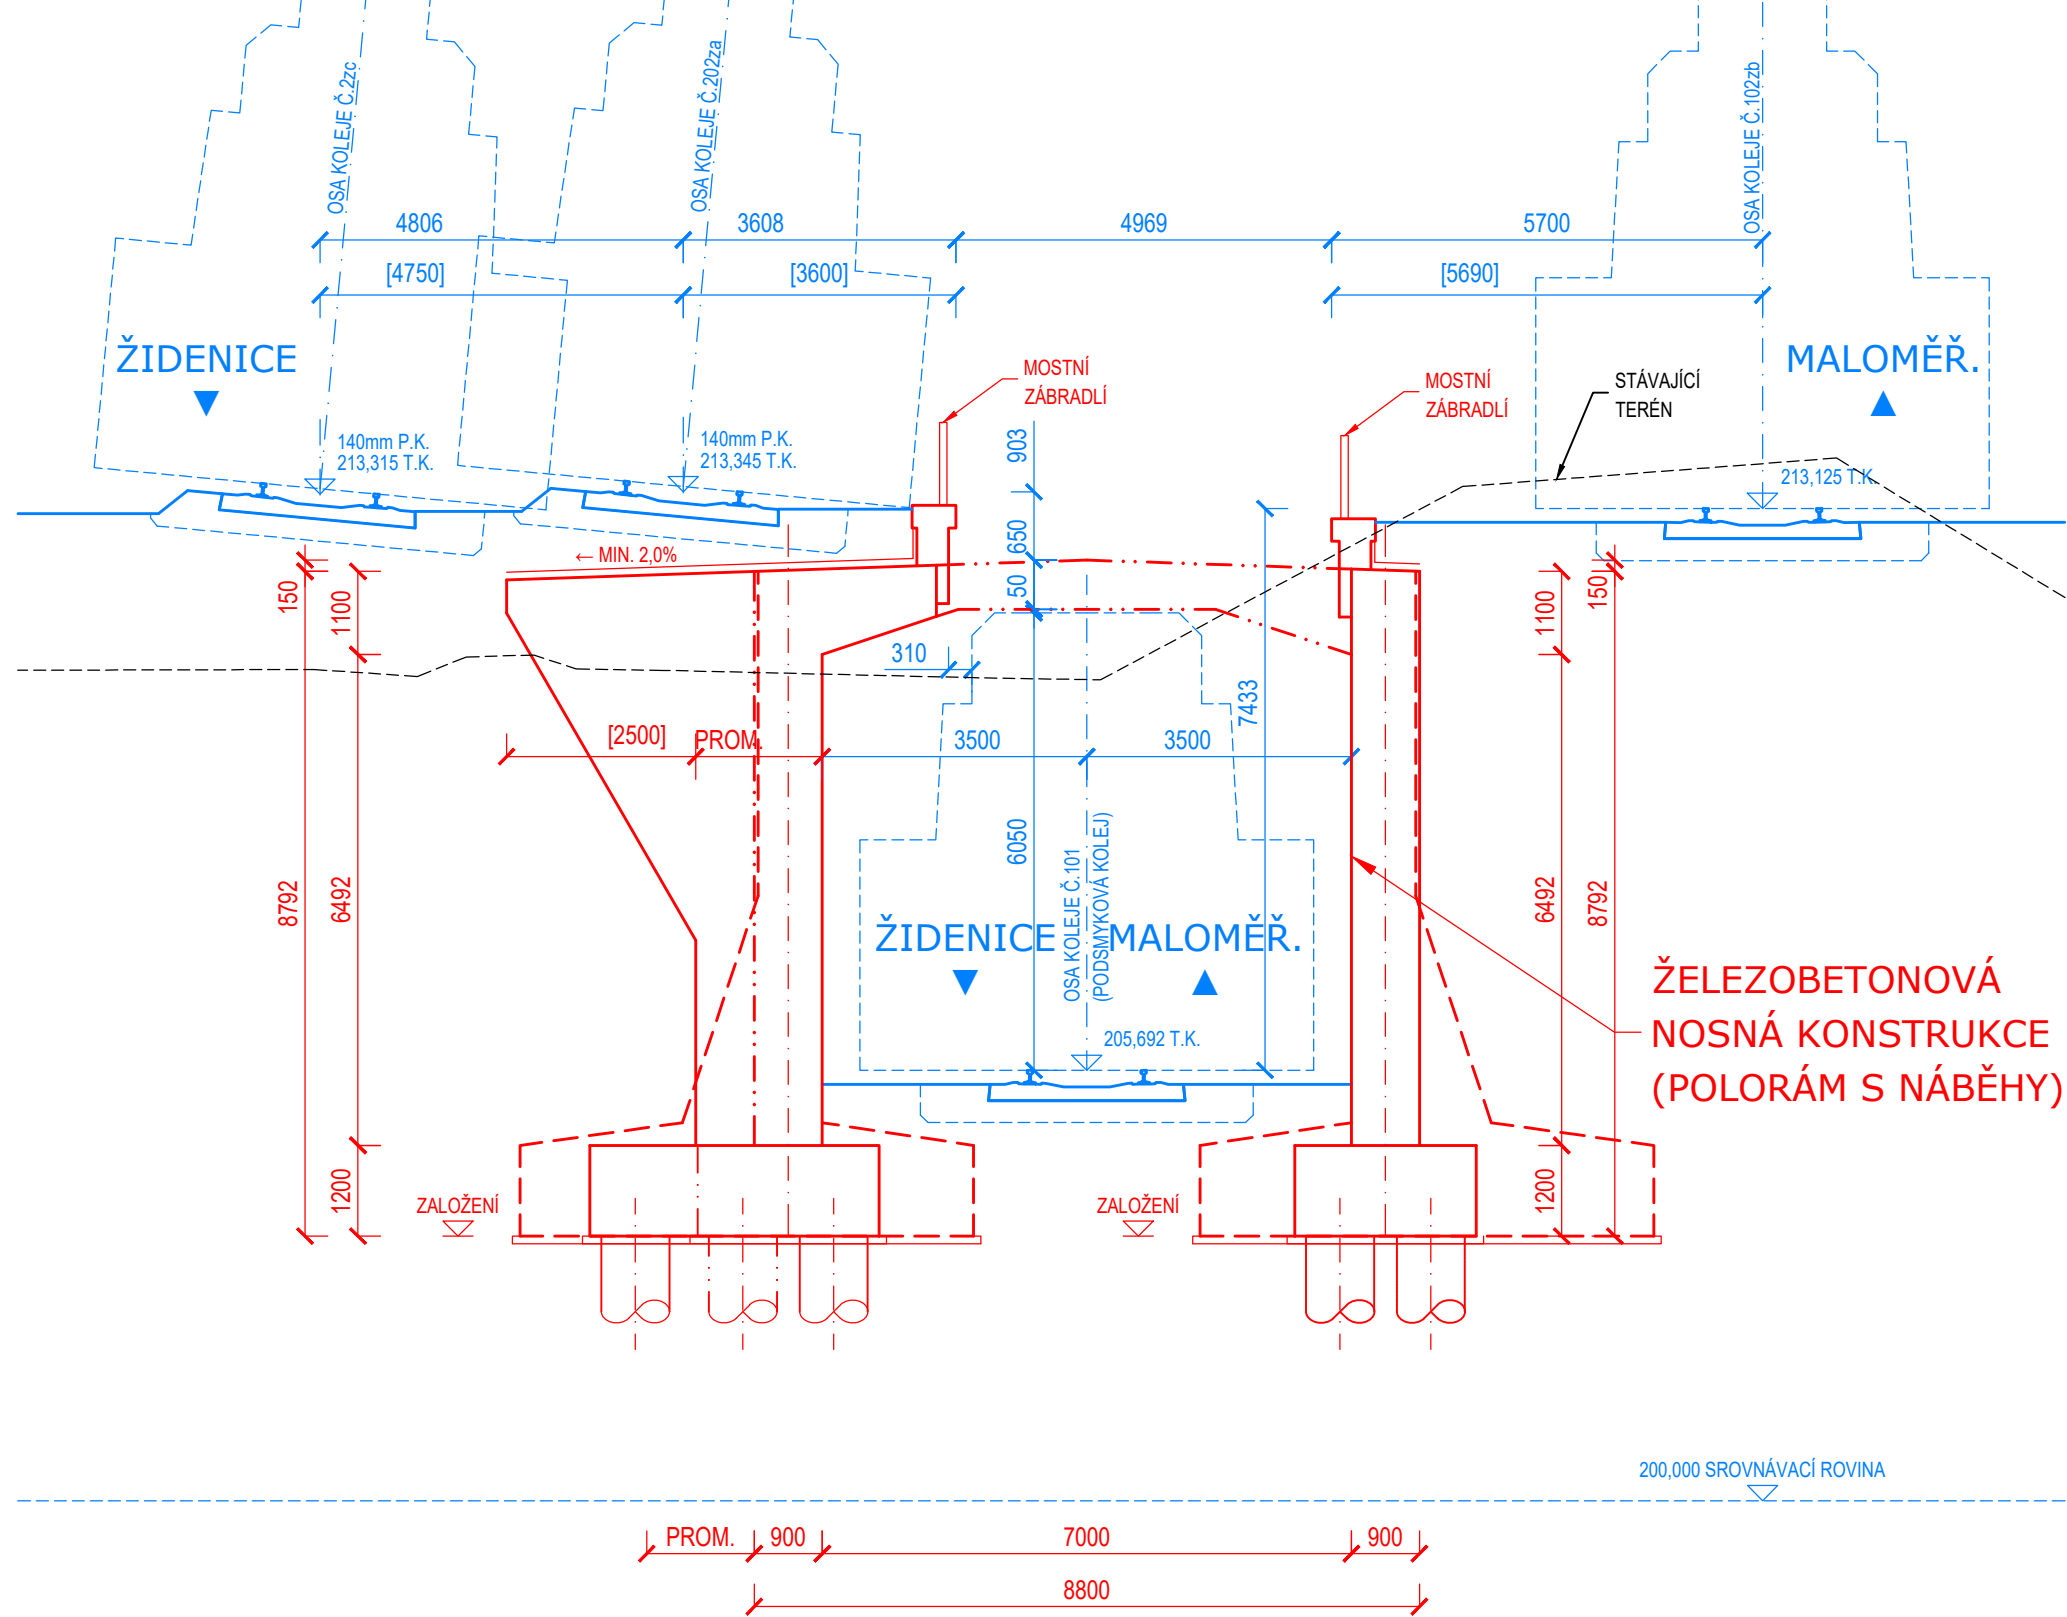 OSA KOLEJE Č.2zc
OSA KOLEJE Č.202za
OSA KOLEJE Č.102zb
4806
3608
4969
5700
[4750]
[3600]
[5690]
ŽIDENICE
MALOMĚŘ.
MOSTNÍ
ZÁBRADLÍ
MOSTNÍ
ZÁBRADLÍ
STÁVAJÍCÍ
TERÉN
140mm P.K.
213,315 T.K.
140mm P.K.
213,345 T.K.
213,125 T.K.
903
650
50
← MIN. 2,0%
150
1100
1100
150
310
7433
[2500]
PROM.
3500
3500
6050
OSA KOLEJE Č.101
(PODSMYKOVÁ KOLEJ)
8792
6492
6492
8792
ŽIDENICE
MALOMĚŘ.
205,692 T.K.
ŽELEZOBETONOVÁ
NOSNÁ KONSTRUKCE
(POLORÁM S NÁBĚHY)
1200
1200
ZALOŽENÍ
ZALOŽENÍ
200,000 SROVNÁVACÍ ROVINA
PROM.
900
7000
900
8800